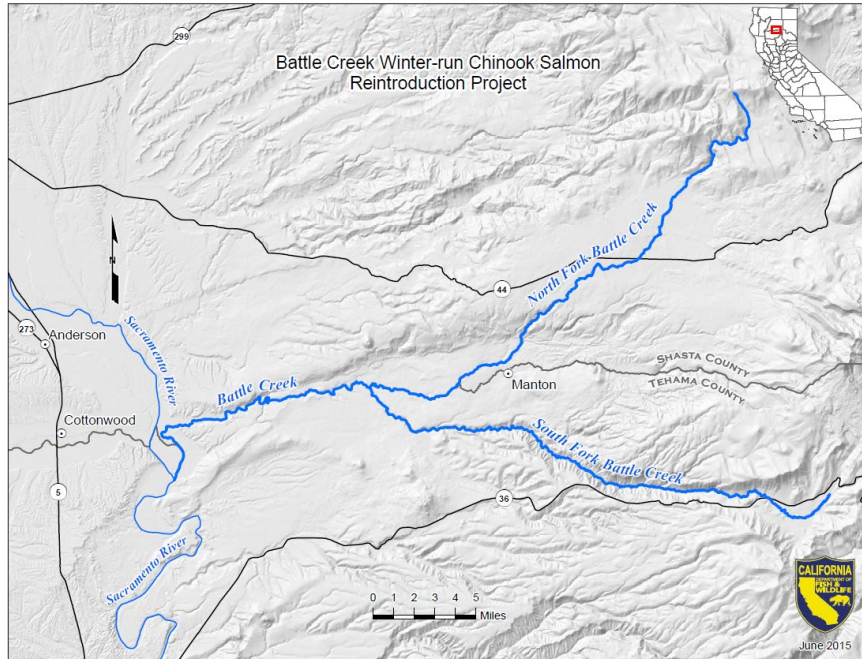 299
Battle Creek Winter-run Chinook Salmon
Reintroduction Project
N
North Fork Battle Creek
44
273
Anderson
Sacramento River
SHASTA COUNTY
TEHAMA COUNTY
Manton
Battle Creek
Cottonwood
South Fork Battle Creek
5
36
Sacramento River
0 1 2 3 4 5
Miles
CALIFORNIA
DEPARTMENT OF
FISH &
WILDLIFE
June 2015